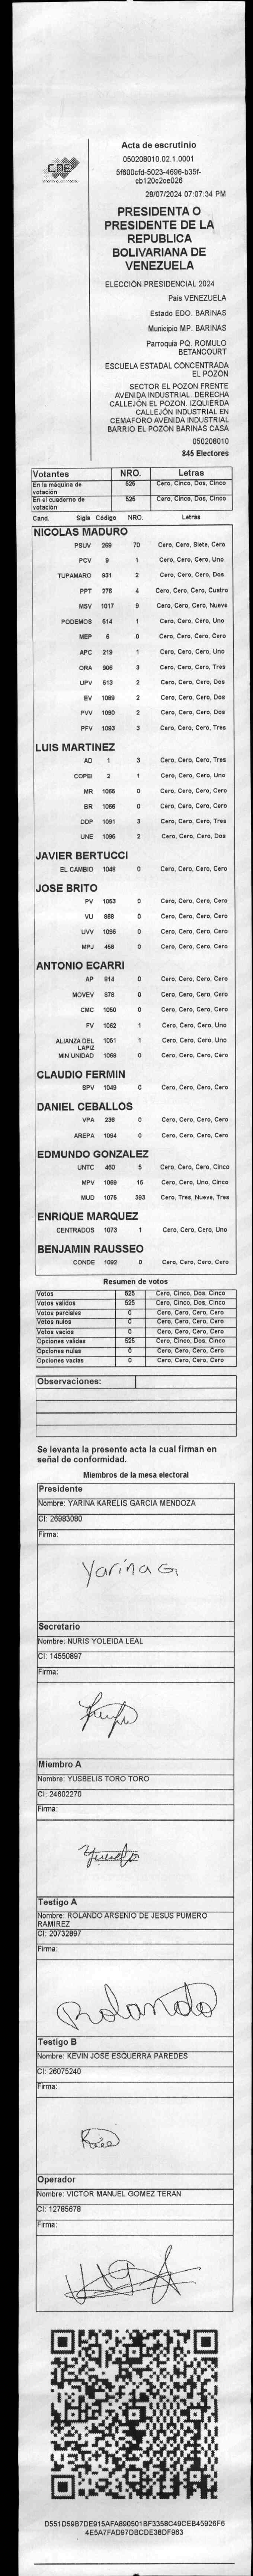 CNE
Acta de escrutinio
050208010.02.1.0001
5f600cfd-5023-4696-b35f-
cb120c2ce026
28/07/2024 07:07:34 PM
PRESIDENTA O
PRESIDENTE DE LA
REPUBLICA
BOLIVARIANA DE
VENEZUELA
ELECCIÓN PRESIDENCIAL 2024
País VENEZUELA
Estado EDO. BARINAS
Municipio MP. BARINAS
Parroquia PQ. ROMULO
BETANCOURT
ESCUELA ESTADAL CONCENTRADA
EL POZON
SECTOR EL POZON FRENTE
AVENIDA INDUSTRIAL. DERECHA
CALLEJÓN EL POZON. IZQUIERDA
CALLEJÓN INDUSTRIAL EN
CEMAFORO AVENIDA INDUSTRIAL
BARRIO EL POZON BARINAS CASA
050208010
845 Electores
Votantes NRO. Letras
En la máquina de votación 525 Cero, Cinco, Dos, Cinco
En el cuaderno de votación 525 Cero, Cinco, Dos, Cinco
Cand. Sigla Código NRO. Letras
NICOLAS MADURO
PSUV 269 70 Cero, Cero, Siete, Cero
PCV 9 1 Cero, Cero, Cero, Uno
TUPAMARO 931 2 Cero, Cero, Cero, Dos
PPT 276 4 Cero, Cero, Cero, Cuatro
MSV 1017 9 Cero, Cero, Cero, Nueve
PODEMOS 514 1 Cero, Cero, Cero, Uno
MEP 6 0 Cero, Cero, Cero, Cero
APC 219 1 Cero, Cero, Cero, Uno
ORA 906 3 Cero, Cero, Cero, Tres
UPV 513 2 Cero, Cero, Cero, Dos
EV 1089 2 Cero, Cero, Cero, Dos
PVV 1090 2 Cero, Cero, Cero, Dos
PFV 1093 3 Cero, Cero, Cero, Tres
LUIS MARTINEZ
AD 1 3 Cero, Cero, Cero, Tres
COPEI 2 1 Cero, Cero, Cero, Uno
MR 1065 0 Cero, Cero, Cero, Cero
BR 1066 0 Cero, Cero, Cero, Cero
DDP 1091 3 Cero, Cero, Cero, Tres
UNE 1095 2 Cero, Cero, Cero, Dos
JAVIER BERTUCCI
EL CAMBIO 1048 0 Cero, Cero, Cero, Cero
JOSE BRITO
PV 1053 0 Cero, Cero, Cero, Cero
VU 868 0 Cero, Cero, Cero, Cero
UVV 1096 0 Cero, Cero, Cero, Cero
MPJ 458 0 Cero, Cero, Cero, Cero
ANTONIO ECARRI
AP 914 0 Cero, Cero, Cero, Cero
MOVEV 878 0 Cero, Cero, Cero, Cero
CMC 1050 0 Cero, Cero, Cero, Cero
FV 1052 1 Cero, Cero, Cero, Uno
ALIANZA DEL LAPIZ 1051 1 Cero, Cero, Cero, Uno
MIN UNIDAD 1068 0 Cero, Cero, Cero, Cero
CLAUDIO FERMIN
SPV 1049 0 Cero, Cero, Cero, Cero
DANIEL CEBALLOS
VPA 236 0 Cero, Cero, Cero, Cero
AREPA 1094 0 Cero, Cero, Cero, Cero
EDMUNDO GONZALEZ
UNTC 460 5 Cero, Cero, Cero, Cinco
MPV 1069 15 Cero, Cero, Uno, Cinco
MUD 1075 393 Cero, Tres, Nueve, Tres
ENRIQUE MARQUEZ
CENTRADOS 1073 1 Cero, Cero, Cero, Uno
BENJAMIN RAUSSEO
CONDE 1092 0 Cero, Cero, Cero, Cero
Resumen de votos
Votos 525 Cero, Cinco, Dos, Cinco
Votos válidos 525 Cero, Cinco, Dos, Cinco
Votos parciales 0 Cero, Cero, Cero, Cero
Votos nulos 0 Cero, Cero, Cero, Cero
Votos vacíos 0 Cero, Cero, Cero, Cero
Opciones validas 525 Cero, Cinco, Dos, Cinco
Opciones nulas 0 Cero, Cero, Cero, Cero
Opciones vacías 0 Cero, Cero, Cero, Cero
Observaciones:
Se levanta la presente acta la cual firman en
señal de conformidad.
Miembros de la mesa electoral
Presidente
Nombre: YARINA KARELIS GARCIA MENDOZA
CI: 26983080
Firma:
Yarina G
Secretario
Nombre: NURIS YOLEIDA LEAL
CI: 14550897
Firma:
Miembro A
Nombre: YUSBELIS TORO TORO
CI: 24602270
Firma:
Testigo A
Nombre: ROLANDO ARSENIO DE JESUS PUMERO
RAMIREZ
CI: 20732897
Firma:
Rolando
Testigo B
Nombre: KEVIN JOSE ESQUERRA PAREDES
CI: 26075240
Firma:
Operador
Nombre: VICTOR MANUEL GOMEZ TERAN
CI: 12785678
Firma:
D551D59B7DE915AFA890501BF3358C49CEB45926F6
4E5A7FAD97DBCDE38DF963